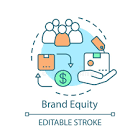 Brand Equity
EDITABLE STROKE
$